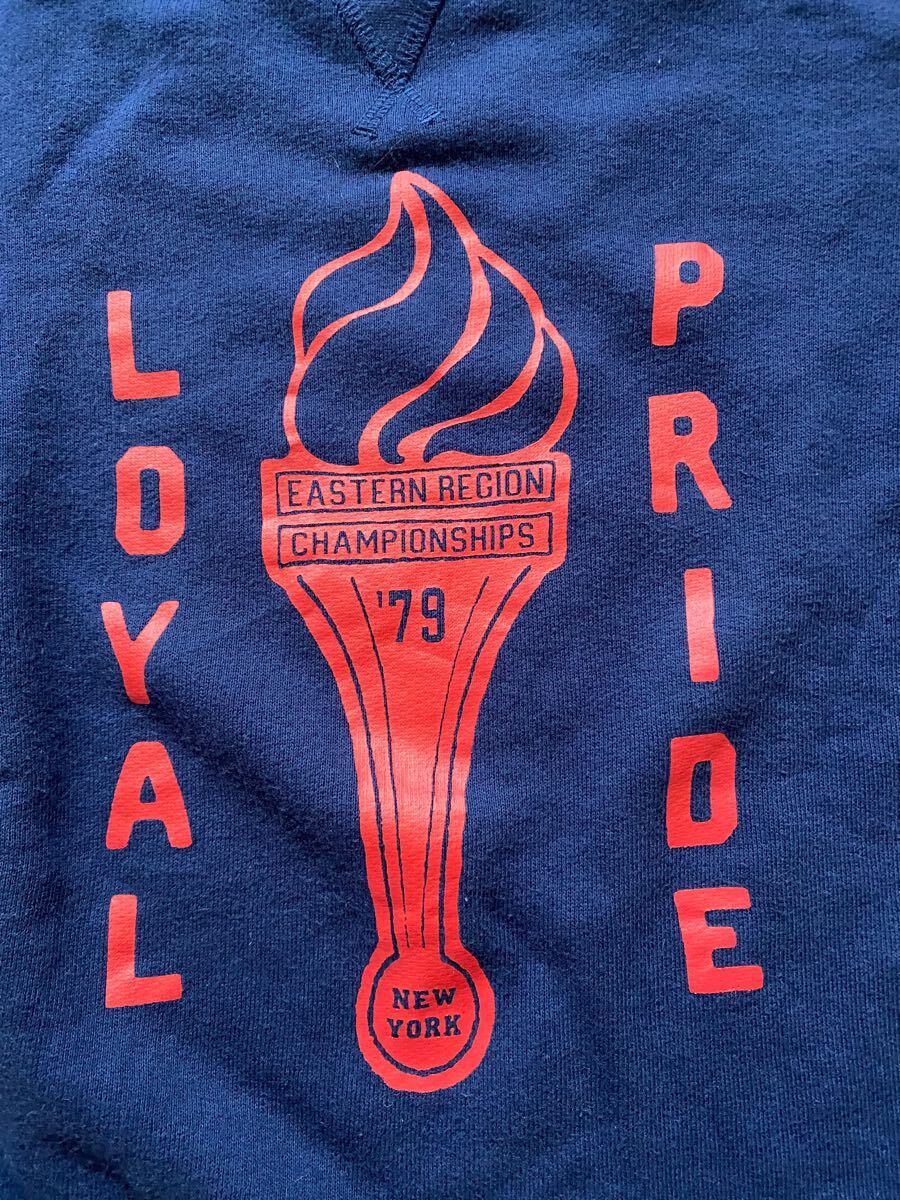 LOYAL
EASTERN REGION
CHAMPIONSHIPS
'79
NEW
YORK
PRIDE